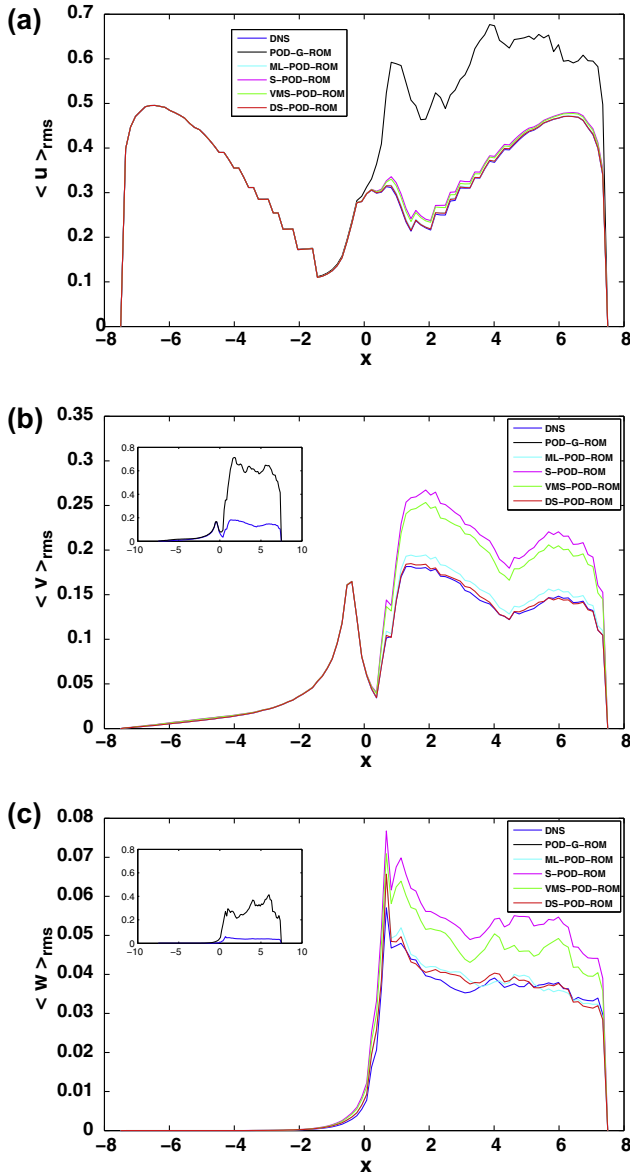 (a)
0.7
0.6
0.5
0.4
0.3
0.2
0.1
0
< u >rms
DNS
POD-G-ROM
ML-POD-ROM
S-POD-ROM
VMS-POD-ROM
DS-POD-ROM
−8 −6 −4 −2 0 2 4 6 8
x
(b)
0.35
0.3
0.25
0.2
0.15
0.1
0.05
0
< v >rms
0.8
0.6
0.4
0.2
0
−10 −5 0 5 10
DNS
POD-G-ROM
ML-POD-ROM
S-POD-ROM
VMS-POD-ROM
DS-POD-ROM
−8 −6 −4 −2 0 2 4 6 8
x
(c)
0.08
0.07
0.06
0.05
0.04
0.03
0.02
0.01
0
< w >rms
0.8
0.6
0.4
0.2
0
−10 −5 0 5 10
DNS
POD-G-ROM
ML-POD-ROM
S-POD-ROM
VMS-POD-ROM
DS-POD-ROM
−8 −6 −4 −2 0 2 4 6 8
x